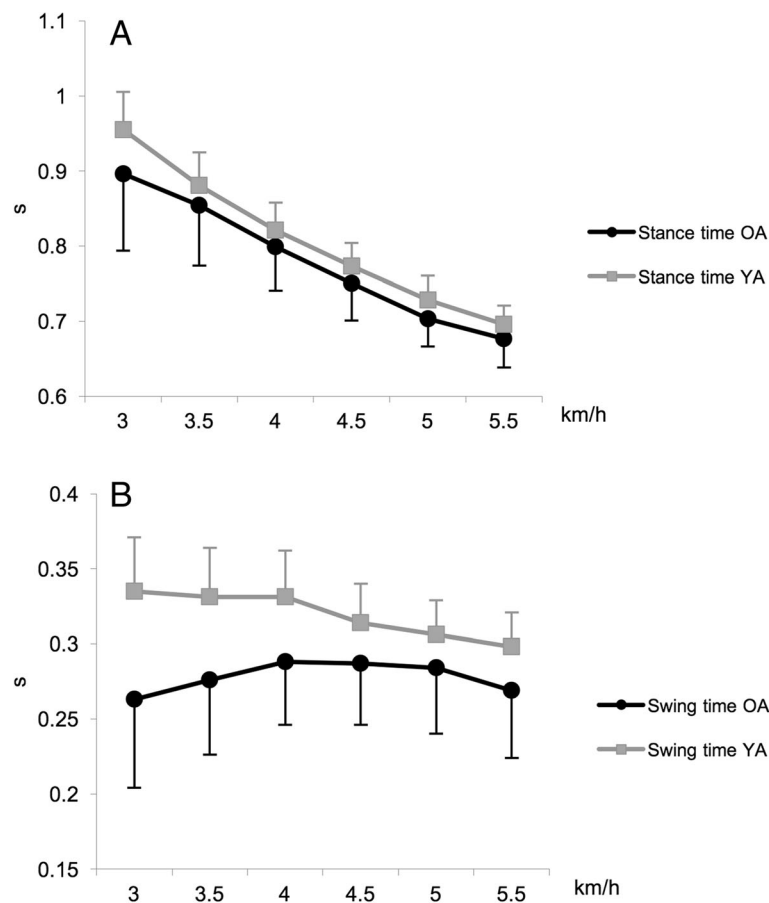 A
1.1
1
0.9
0.8
0.7
0.6
s
3 3.5 4 4.5 5 5.5 km/h
Stance time OA
Stance time YA
B
0.4
0.35
0.3
0.25
0.2
0.15
s
3 3.5 4 4.5 5 5.5 km/h
Swing time OA
Swing time YA